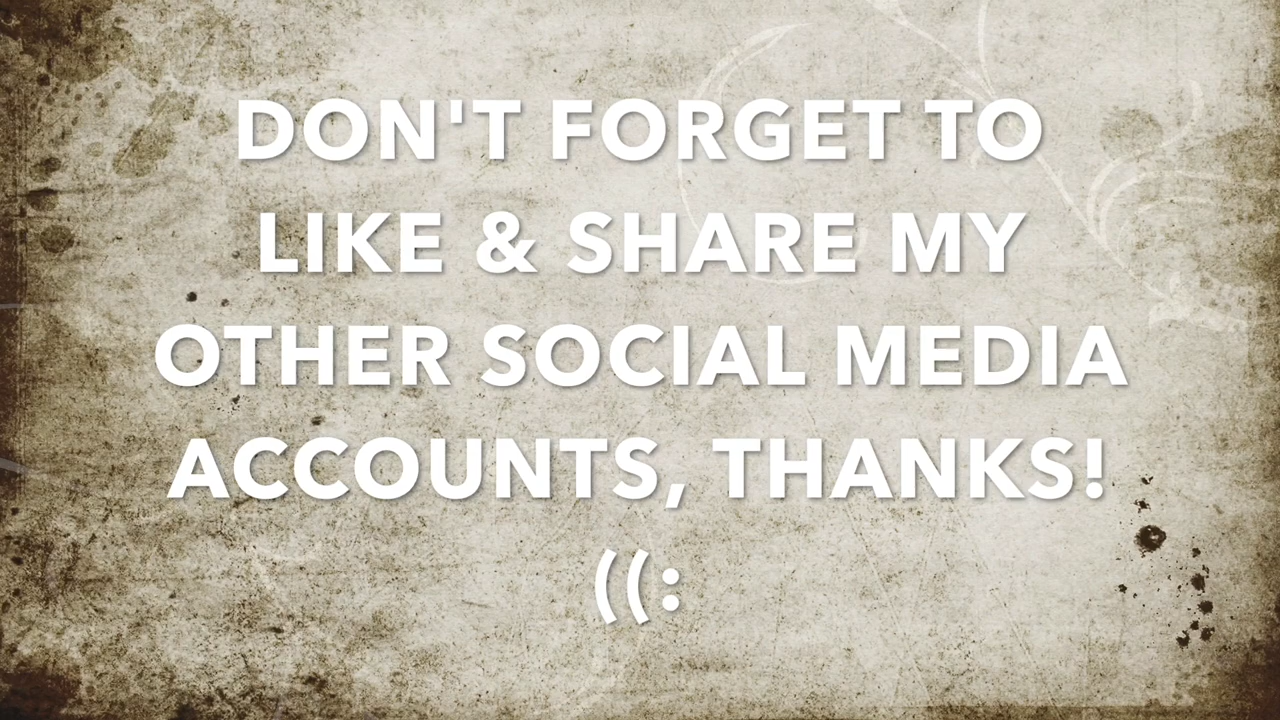 DON'T FORGET TO
LIKE & SHARE MY
OTHER SOCIAL MEDIA
ACCOUNTS, THANKS!
((: